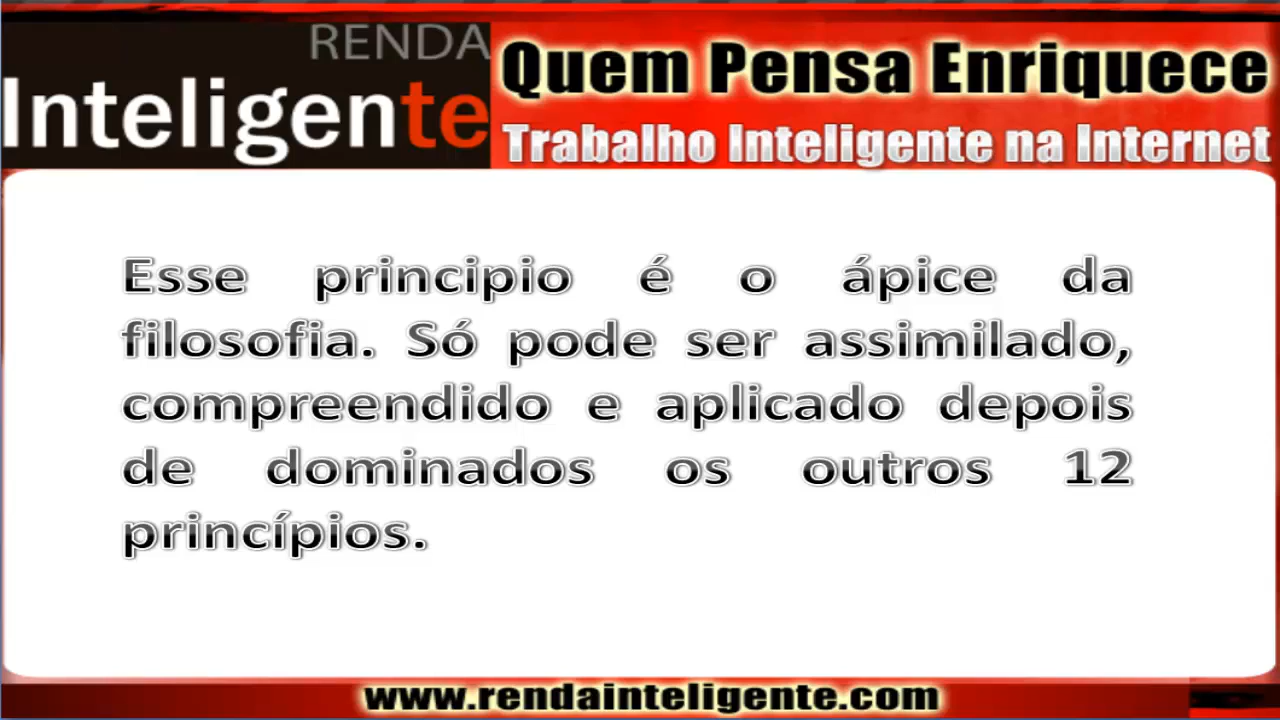 RENDA
Inteligente
Quem Pensa Enriquece
Trabalho Inteligente na Internet
Esse principio é o ápice da
filosofia. Só pode ser assimilado,
compreendido e aplicado depois
de dominados os outros 12
princípios.
www.rendainteligente.com